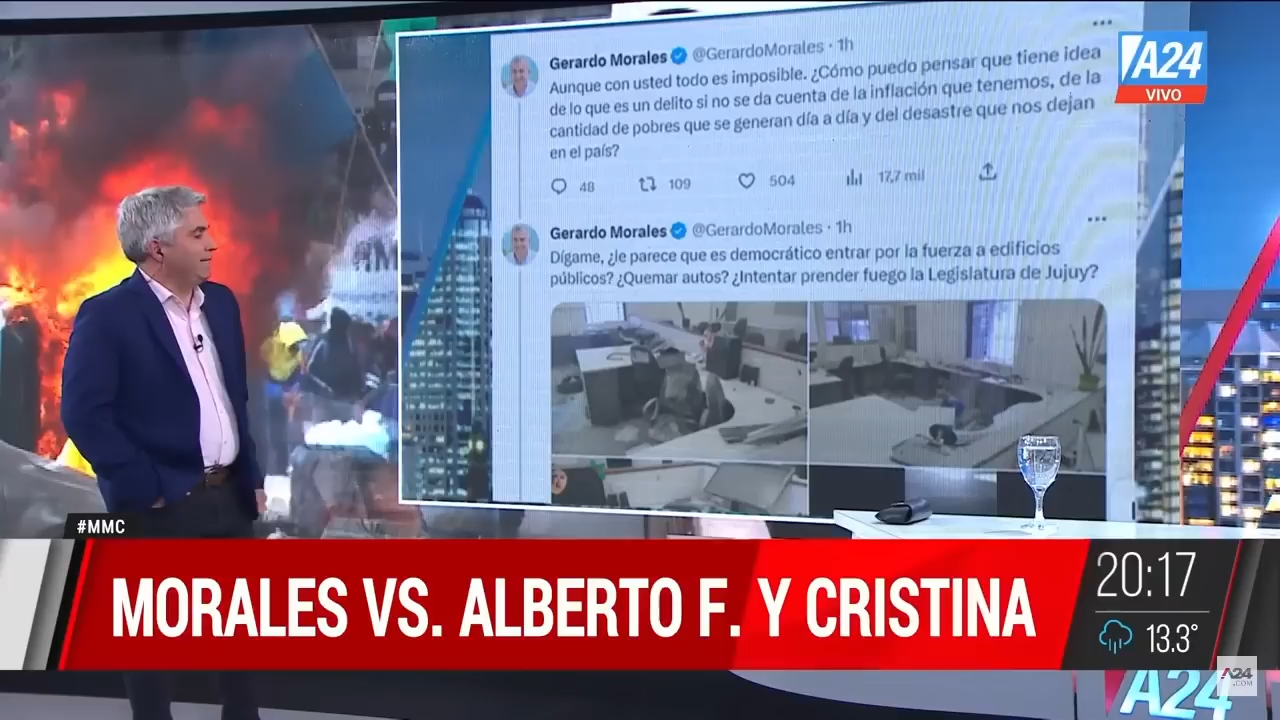 Gerardo Morales @GerardoMorales · 1h
Aunque con usted todo es imposible. ¿Cómo puedo pensar que tiene idea
de lo que es un delito si no se da cuenta de la inflación que tenemos, de la
cantidad de pobres que se generan día a día y del desastre que nos dejan
en el país?
48 109 504 17,7 mil
Gerardo Morales @GerardoMorales · 1h
Dígame, ¿le parece que es democrático entrar por la fuerza a edificios
públicos? ¿Quemar autos? ¿Intentar prender fuego la Legislatura de Jujuy?
A24
VIVO
#MMC
MORALES VS. ALBERTO F. Y CRISTINA
20:17
13.3°
A24
.COM
A24